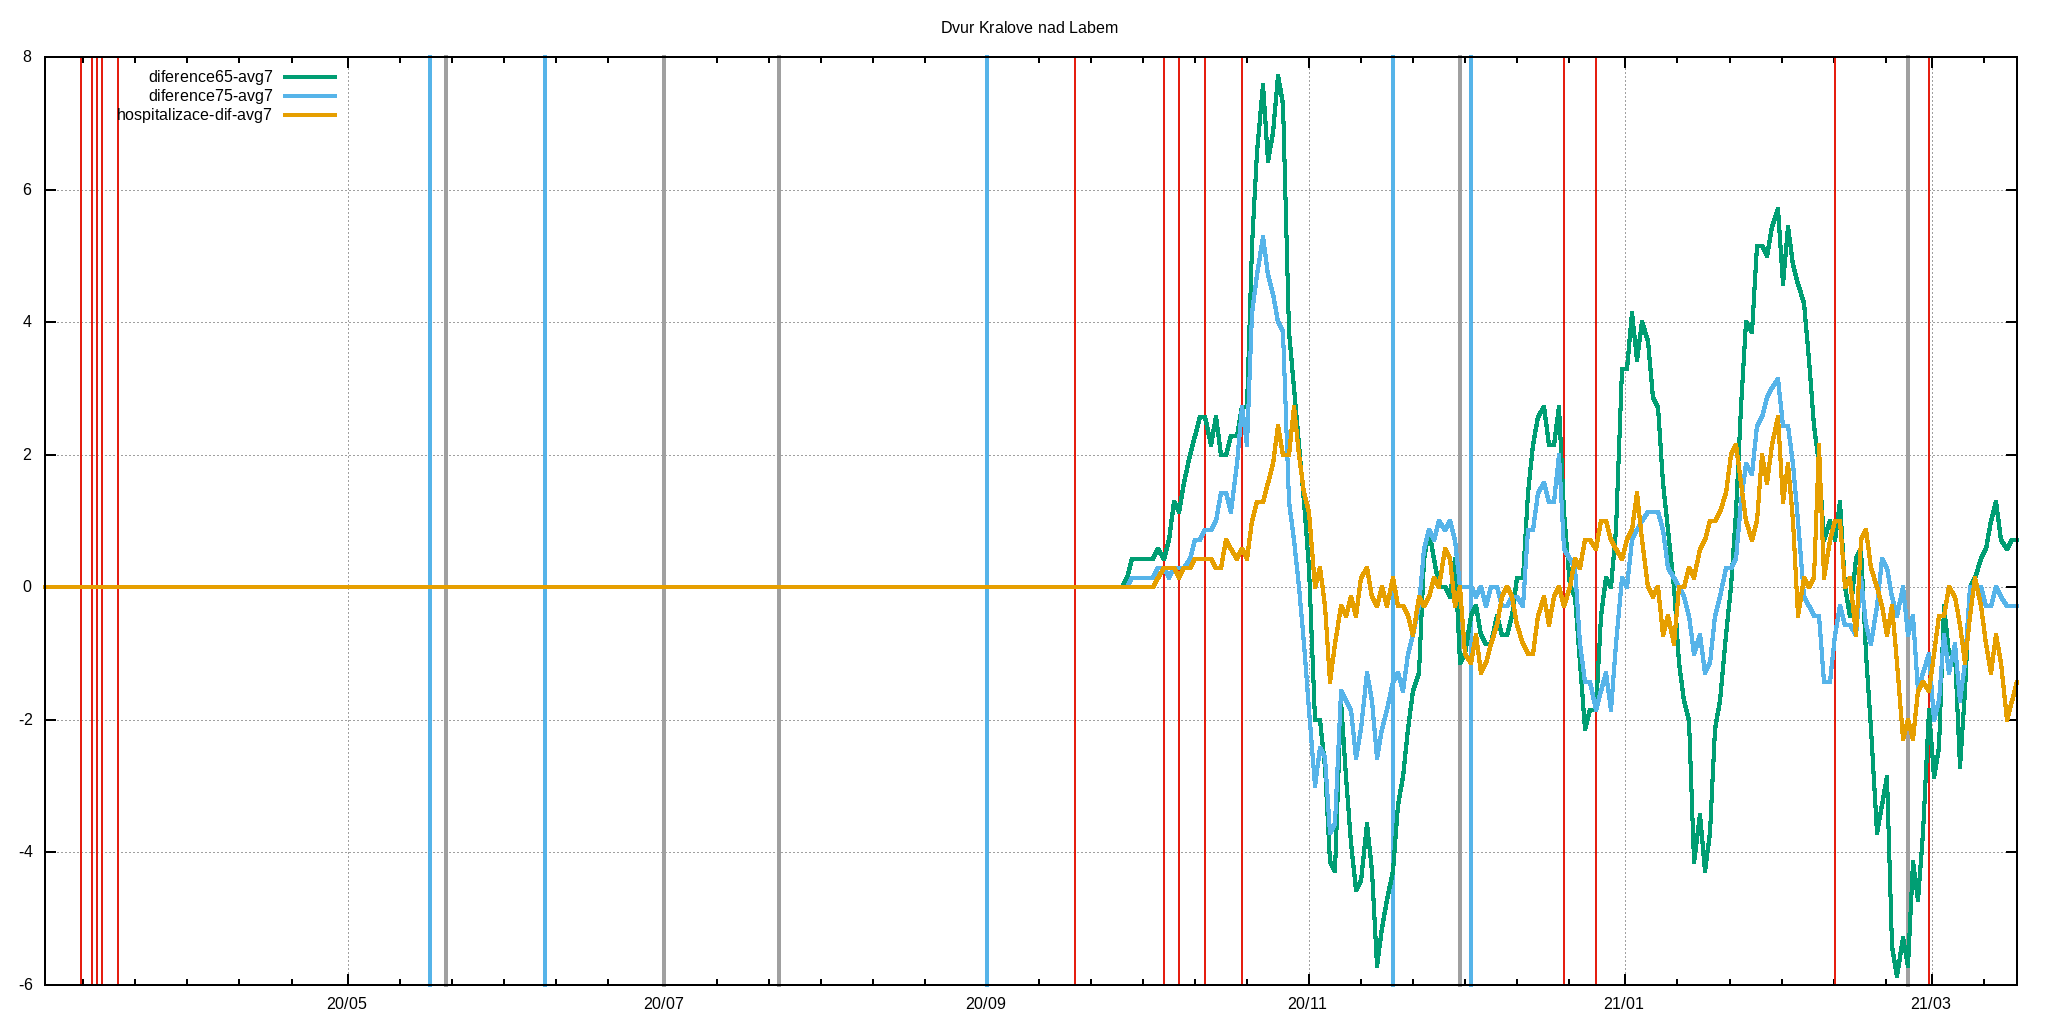 Dvur Kralove nad Labem
8
diference65-avg7
diference75-avg7
hospitalizace-dif-avg7
6
4
2
0
-2
-4
-6
20/05 20/07 20/09 20/11 21/01 21/03